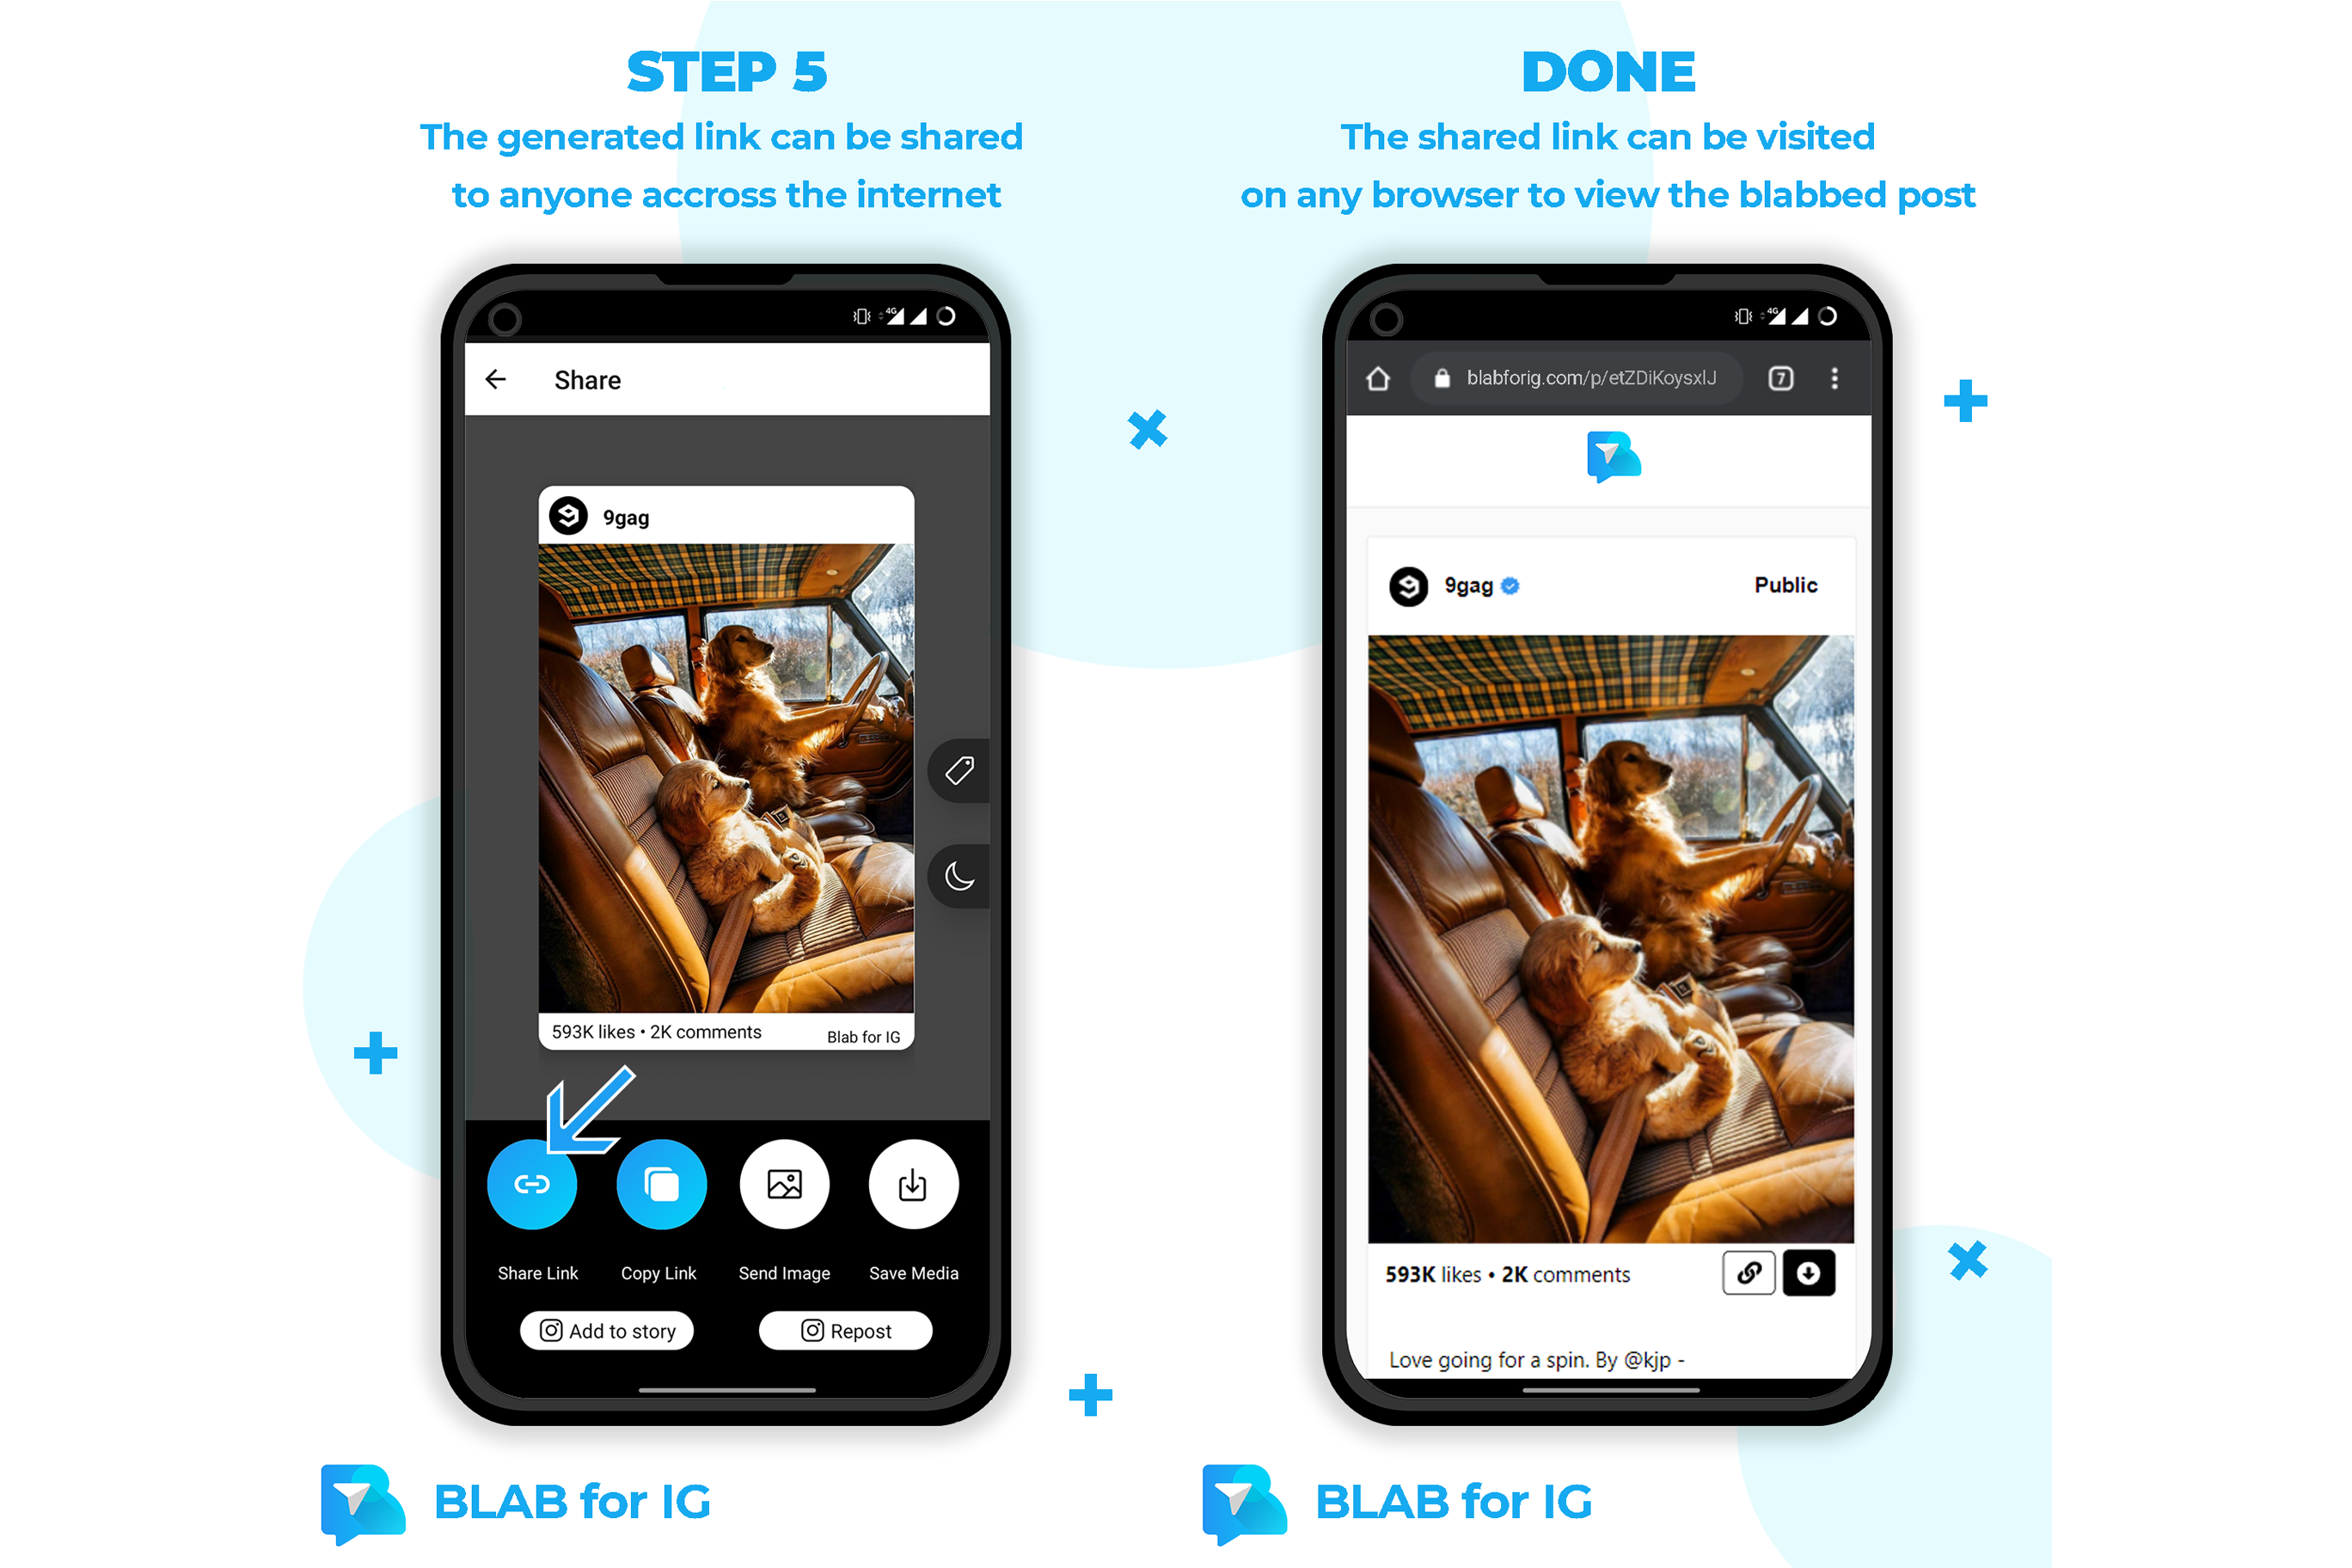 STEP 5
The generated link can be shared
to anyone accross the internet
4G
Share
9gag
593K likes • 2K comments
Blab for IG
Share Link
Copy Link
Send Image
Save Media
Add to story
Repost
BLAB for IG
DONE
The shared link can be visited
on any browser to view the blabbed post
4G
blabforig.com/p/etZDiKoysxlJ
7
9gag
Public
593K likes • 2K comments
Love going for a spin. By @kjp -
BLAB for IG